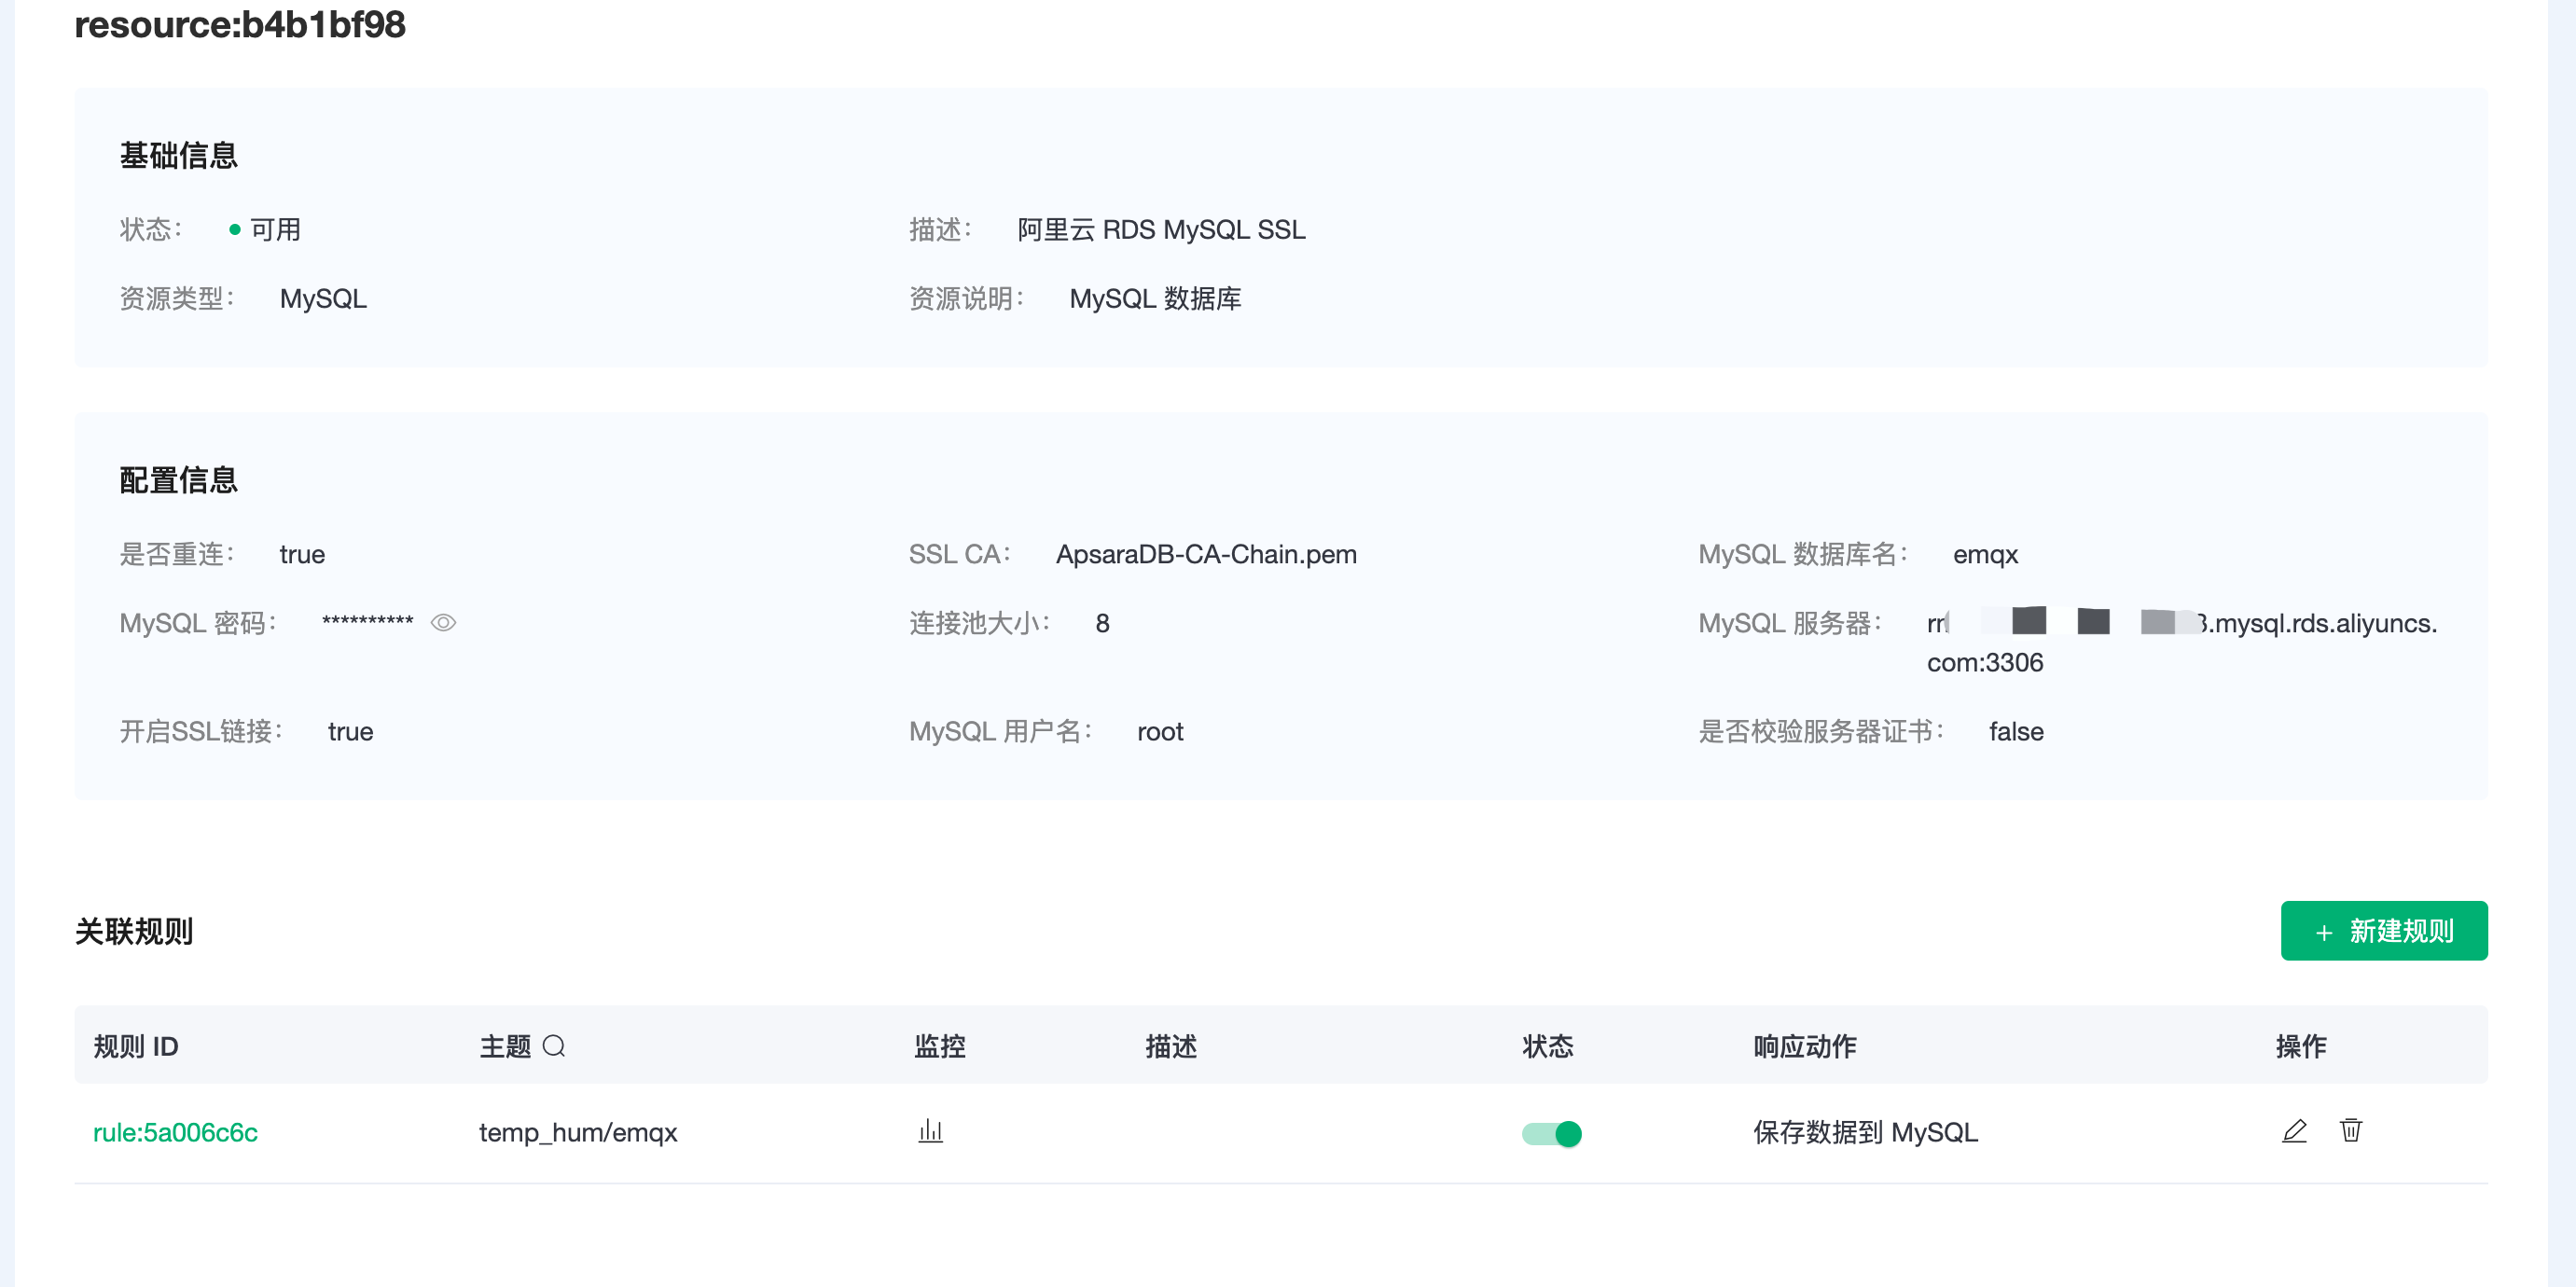 resource:b4b1bf98
基础信息
状态： 可用 描述： 阿里云 RDS MySQL SSL
资源类型： MySQL 资源说明： MySQL 数据库
配置信息
是否重连： true SSL CA： ApsaraDB-CA-Chain.pem MySQL 数据库名： emqx
MySQL 密码： ********** 连接池大小： 8 MySQL 服务器： .mysql.rds.aliyuncs.
com:3306
开启SSL链接： true MySQL 用户名： root 是否校验服务器证书： false
关联规则 + 新建规则
规则 ID 主题 监控 描述 状态 响应动作 操作
rule:5a006c6c temp_hum/emqx 保存数据到 MySQL